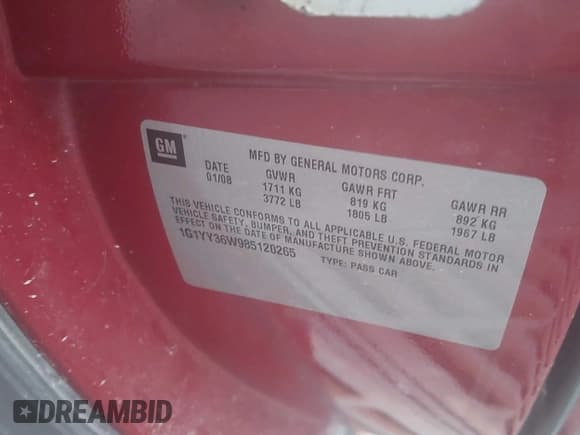 GM
MFD BY GENERAL MOTORS CORP.
DATE GVWR GAWR FRT GAWR RR
01/08 1711 KG 819 KG 892 KG
3772 LB 1805 LB 1967 LB
THIS VEHICLE CONFORMS TO ALL APPLICABLE U.S. FEDERAL MOTOR
VEHICLE SAFETY, BUMPER, AND THEFT PREVENTION STANDARDS IN
EFFECT ON THE DATE OF MANUFACTURE SHOWN ABOVE.
1G1YY36W985120265
TYPE: PASS CAR
DREAMBID